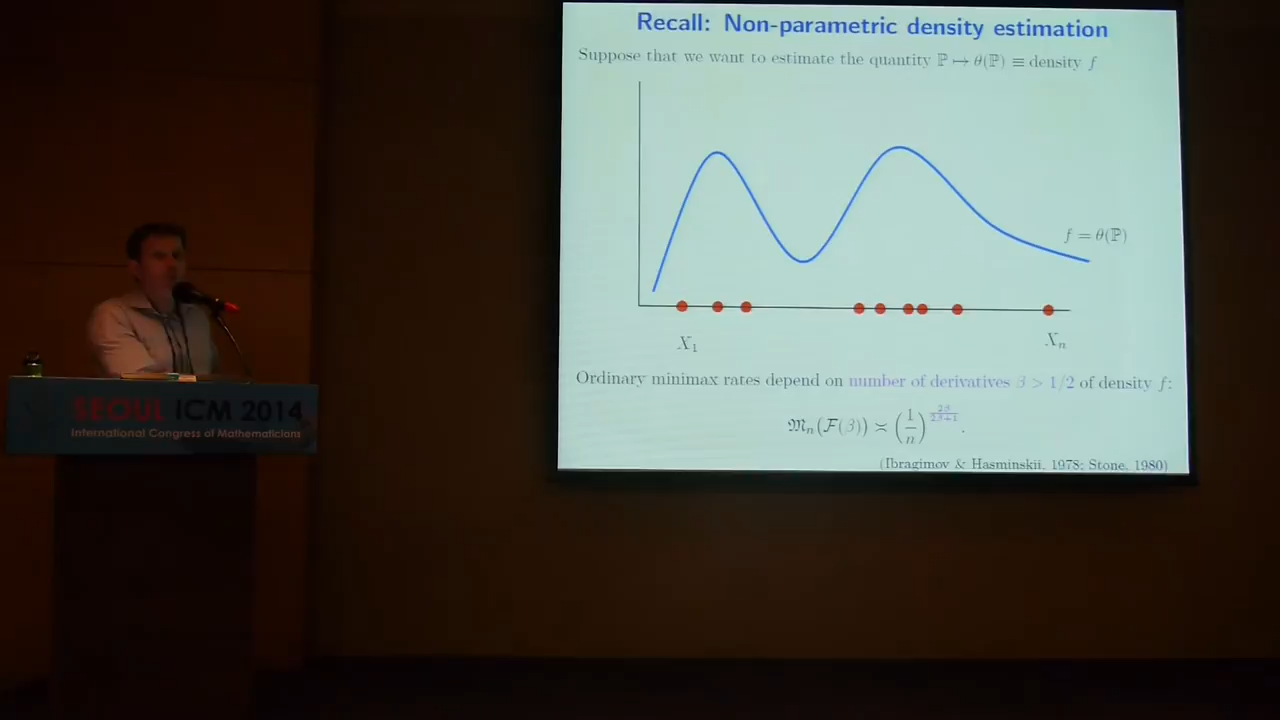 Recall: Non-parametric density estimation
Suppose that we want to estimate the quantity ℙ ↦ θ(ℙ) ≡ density f
f = θ(ℙ)
X₁
Xₙ
Ordinary minimax rates depend on number of derivatives β > 1/2 of density f:
𝔐ₙ(ℱ(β)) ≍ (1/n)^{2β/(2β+1)}.
(Ibragimov & Hasminskii, 1978; Stone, 1980)
SEOUL ICM 2014
International Congress of Mathematicians